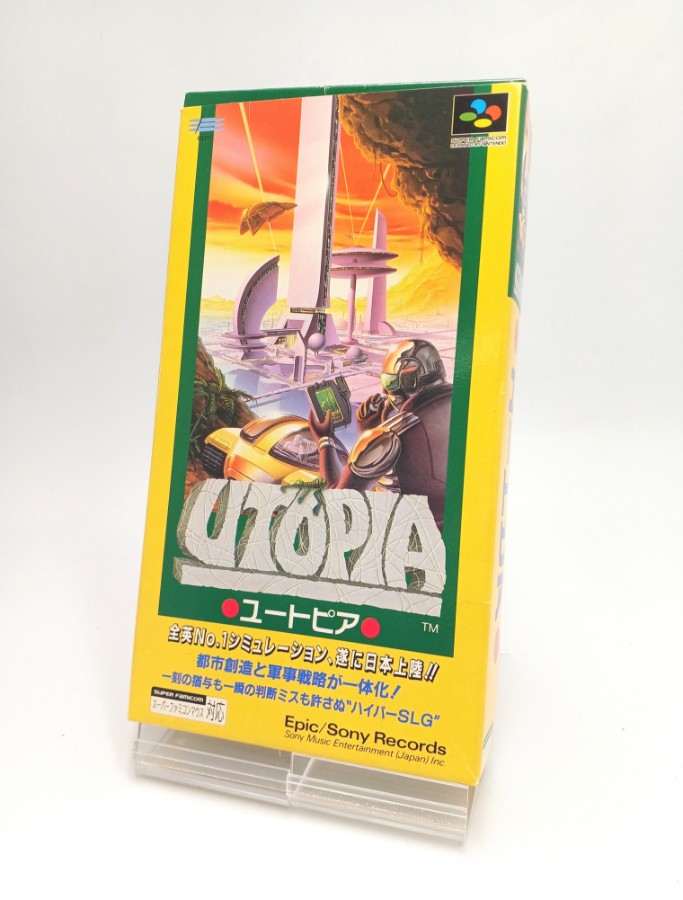 Epic
SUPER FAMICOM
UTOPIA
ユートピア
TM
全英No.1シミュレーション、遂に日本上陸!!
都市創造と軍事戦略が一体化!
一刻の猶予も一瞬の判断ミスも許さぬ"ハイパーSLG"
SUPER FAMICOM
スーパーファミコンマウス 対応
Epic/Sony Records
Sony Music Entertainment (Japan) Inc.